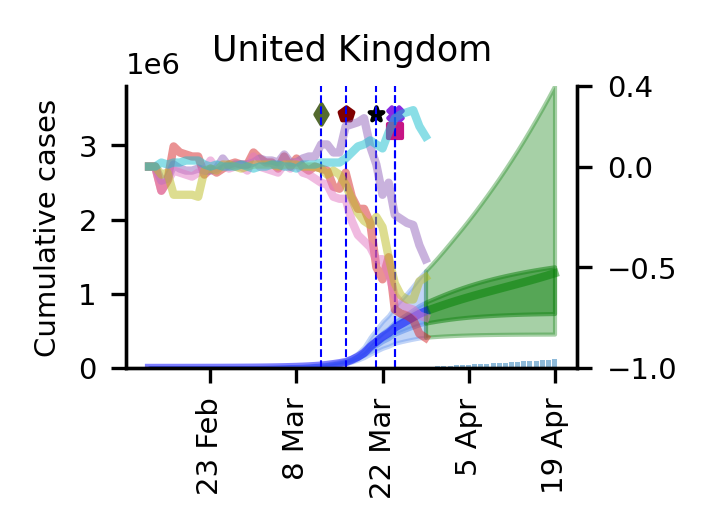 United Kingdom
1e6
Cumulative cases
3
2
1
0
0.4
0.0
−0.5
−1.0
23 Feb
8 Mar
22 Mar
5 Apr
19 Apr